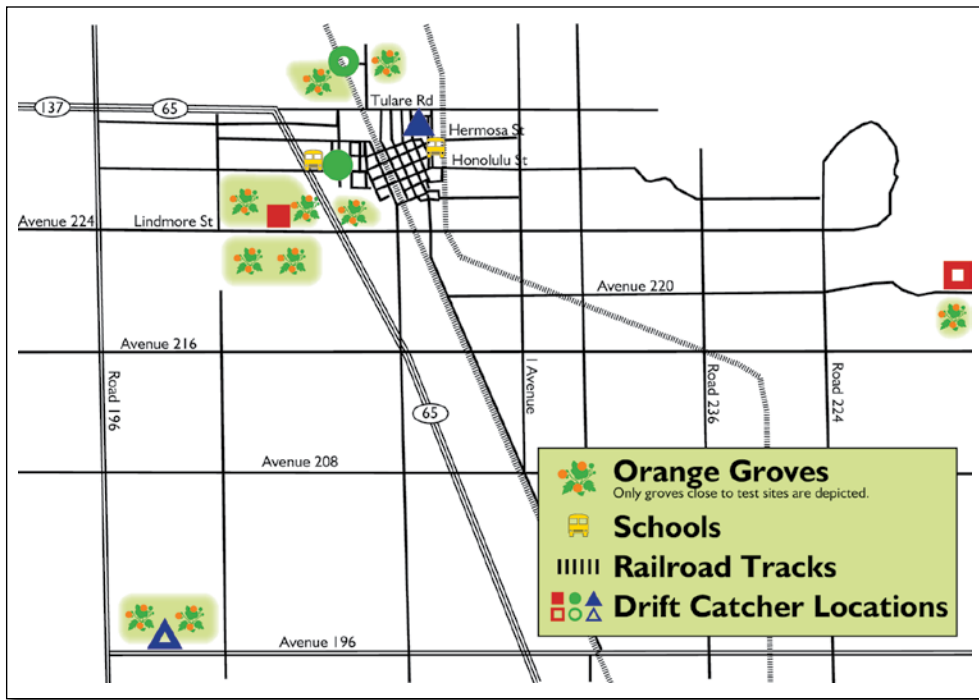 Tulare Rd
137
65
Hermosa St
Honolulu St
Avenue 224
Lindmore St
Avenue 220
Avenue 216
Road 196
I Avenue
Road 236
Road 224
65
Avenue 208
Orange Groves
Only groves close to test sites are depicted.
Schools
Railroad Tracks
Drift Catcher Locations
Avenue 196